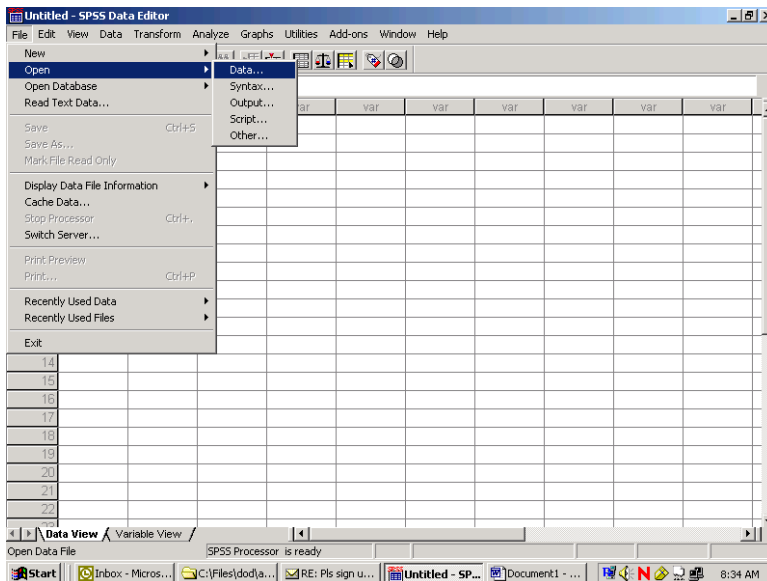 Untitled - SPSS Data Editor
File Edit View Data Transform Analyze Graphs Utilities Add-ons Window Help
New
Open
Open Database
Read Text Data...
Save Ctrl+S
Save As...
Mark File Read Only
Display Data File Information
Cache Data...
Stop Processor Ctrl+.
Switch Server...
Print Preview
Print... Ctrl+P
Recently Used Data
Recently Used Files
Exit
Data...
Syntax...
Output...
Script...
Other...
var var var var var var
14
15
16
17
18
19
20
21
22
Data View Variable View
Open Data File SPSS Processor is ready
Start Inbox - Micros... C:\Files\dod\a... RE: Pls sign u... Untitled - SP... Document1 - ... N 8:34 AM